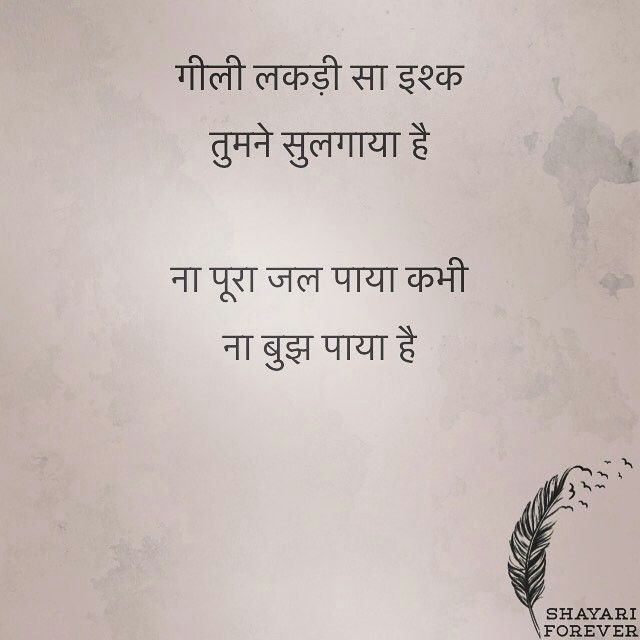 गीली लकड़ी सा इश्क
तुमने सुलगाया है
ना पूरा जल पाया कभी
ना बुझ पाया है
SHAYARI
FOREVER